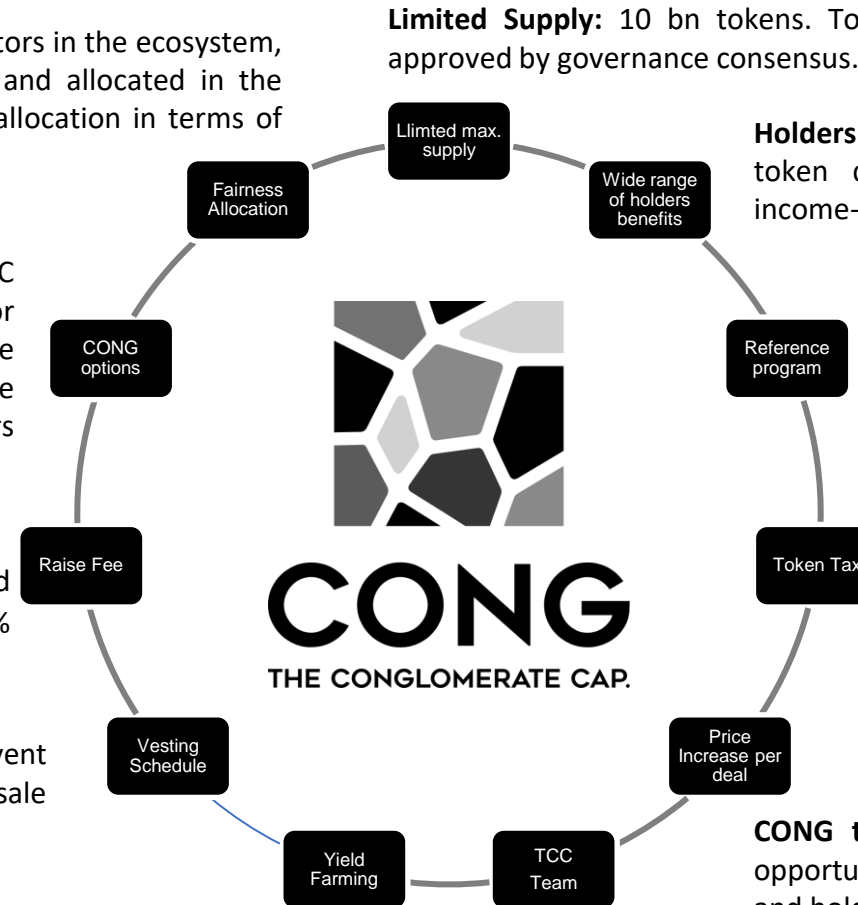 Limited Supply: 10 bn tokens. To
approved by governance consensus.
tors in the ecosystem,
and allocated in the
allocation in terms of
Llimted max.
supply
Holders
token
income-
Fairness
Allocation
Wide range
of holders
benefits
C
or
e
e
rs
CONG
options
Reference
program
Raise Fee
d
%
Token Tax
CONG
THE CONGLOMERATE CAP.
Vesting
Schedule
vent
sale
Price
Increase per
deal
Yield
Farming
TCC
Team
CONG t
opportu